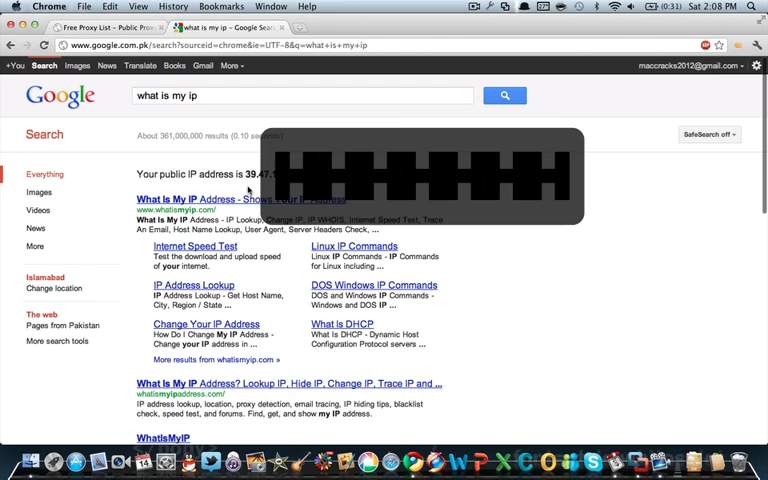 Chrome File Edit View History Bookmarks Window Help (0:31) Sat 2:08 PM
Free Proxy List - Public Prox
what is my ip - Google Sear
www.google.com.pk/search?sourceid=chrome&ie=UTF-8&q=what+is+my+ip
+You Search Images News Translate Books Gmail More
maccracks2012@gmail.com
Google
what is my ip
Search
About 361,000,000 results (0.10 seconds)
SafeSearch off
Everything
Images
Videos
News
More
Islamabad
Change location
The web
Pages from Pakistan
More search tools
Your public IP address is 39.47.1
What Is My IP Address - Shows Your IP Address
www.whatismyip.com/
What Is My IP Address - IP Lookup, Change IP, IP WHOIS, Internet Speed Test, Trace
An Email, Host Name Lookup, User Agent, Server Headers Check, ...
Internet Speed Test
Test the download and upload speed
of your internet.
Linux IP Commands
Linux IP Commands - IP Commands
for Linux including ...
IP Address Lookup
IP Address Lookup - Get Host Name,
City, Region / State ...
DOS Windows IP Commands
DOS and Windows IP Commands -
Windows and DOS IP ...
Change Your IP Address
How Do I Change My IP Address -
Change your IP address in ...
What Is DHCP
What Is DHCP - Dynamic Host
Configuration Protocol servers ...
More results from whatismyip.com »
What Is My IP Address? Lookup IP, Hide IP, Change IP, Trace IP and ...
whatismyipaddress.com/
IP address lookup, location, proxy detection, email tracing, IP hiding tips, blacklist
check, speed test, and forums. Find, get, and show my IP address.
WhatIsMyIP